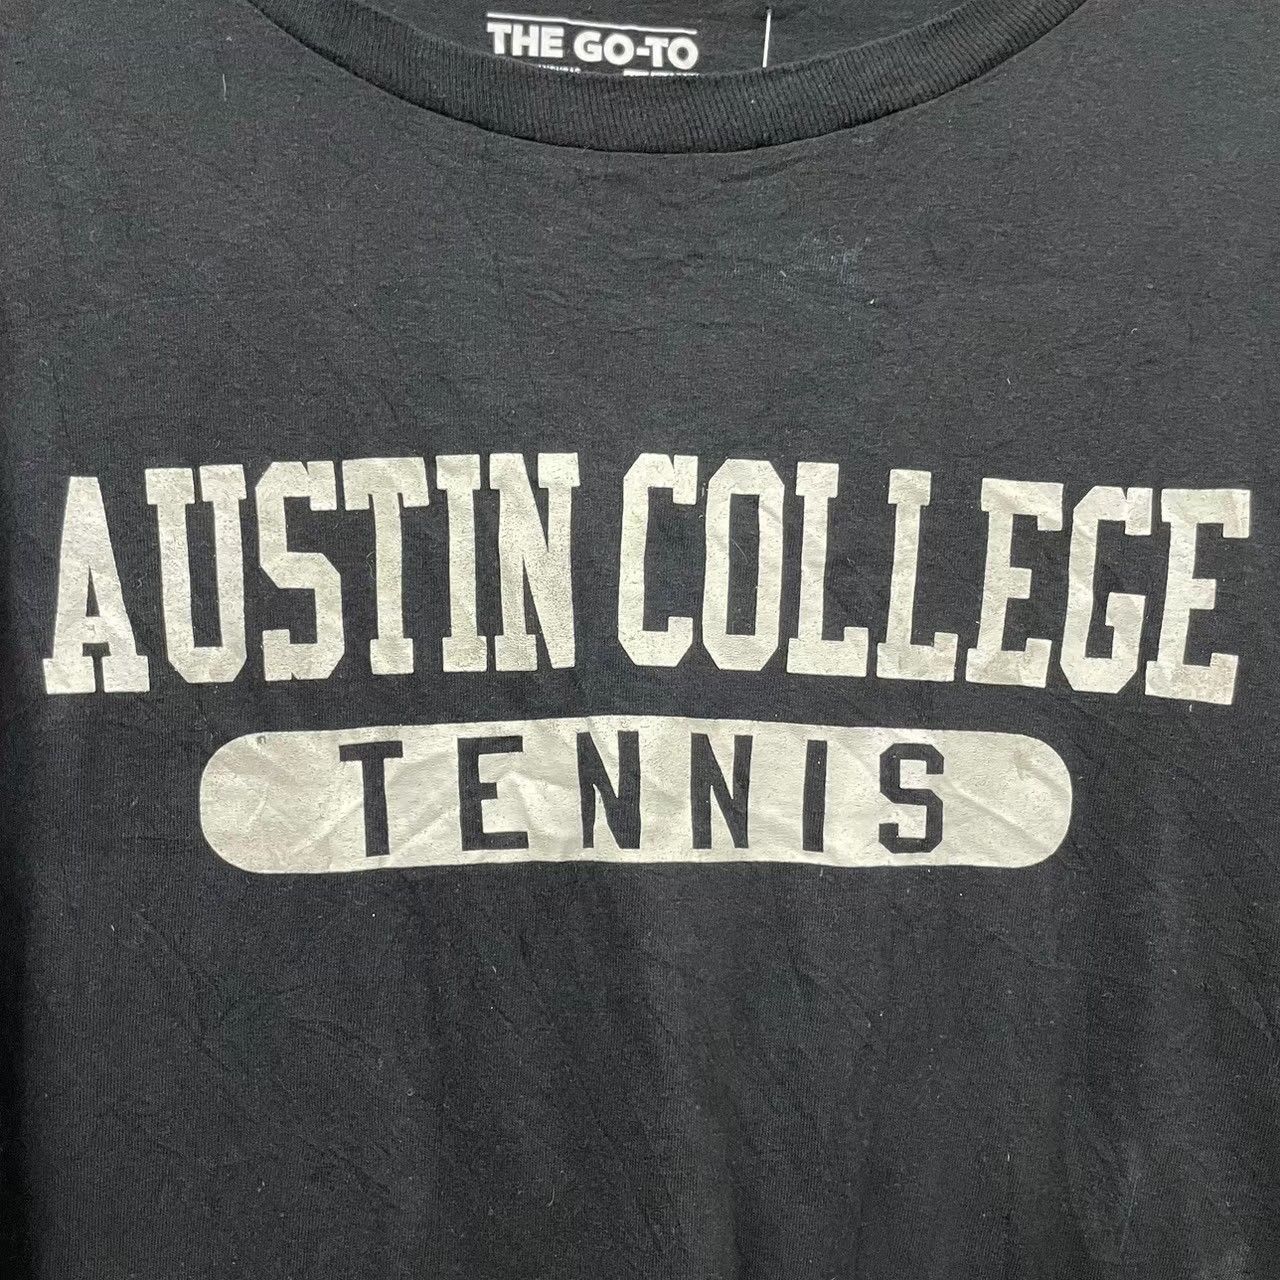 THE GO-TO
AUSTIN COLLEGE
TENNIS